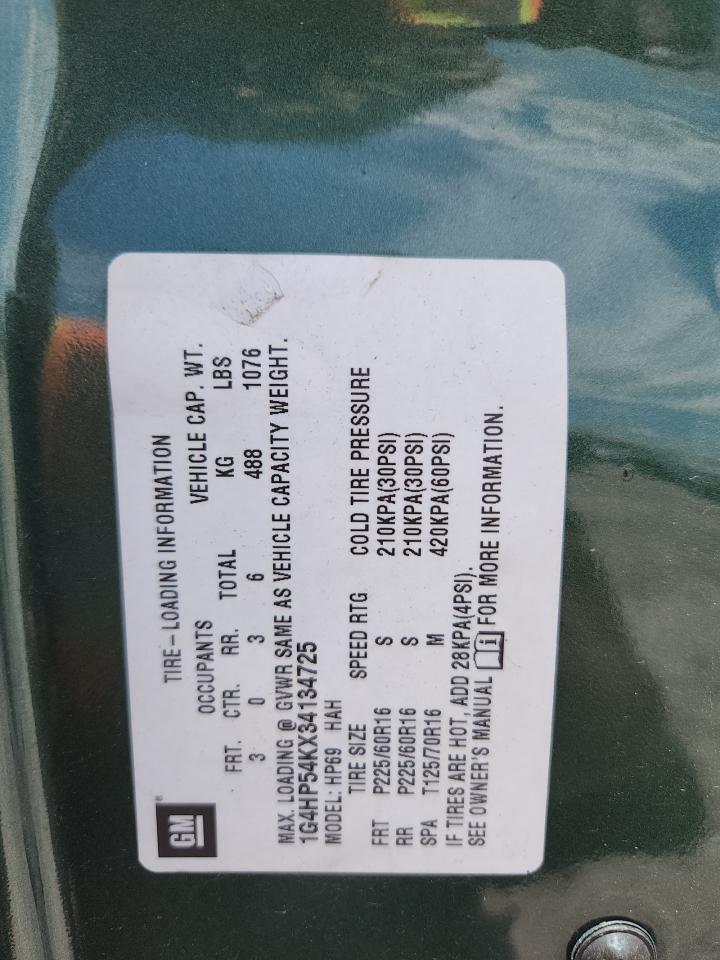 GM
TIRE-LOADING INFORMATION
OCCUPANTS VEHICLE CAP. WT.
FRT. CTR. RR. TOTAL KG LBS
3 0 3 6 488 1076
MAX. LOADING @ GVWR SAME AS VEHICLE CAPACITY WEIGHT.
1G4HP54KX34134725
MODEL: HP69 HAH
TIRE SIZE SPEED RTG COLD TIRE PRESSURE
FRT P225/60R16 S 210KPA(30PSI)
RR P225/60R16 S 210KPA(30PSI)
SPA T125/70R16 M 420KPA(60PSI)
IF TIRES ARE HOT, ADD 28KPA(4PSI).
SEE OWNER'S MANUAL i FOR MORE INFORMATION.